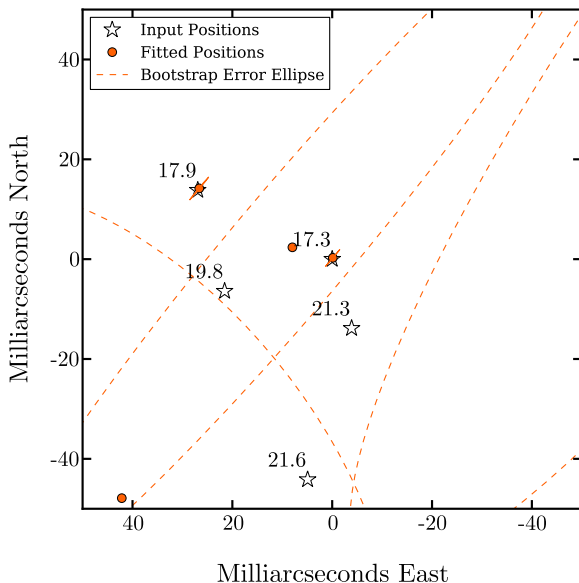 Input Positions
Fitted Positions
Bootstrap Error Ellipse
40
20
0
-20
-40
17.9
17.3
19.8
21.3
21.6
40 20 0 -20 -40
Milliarcseconds North
Milliarcseconds East